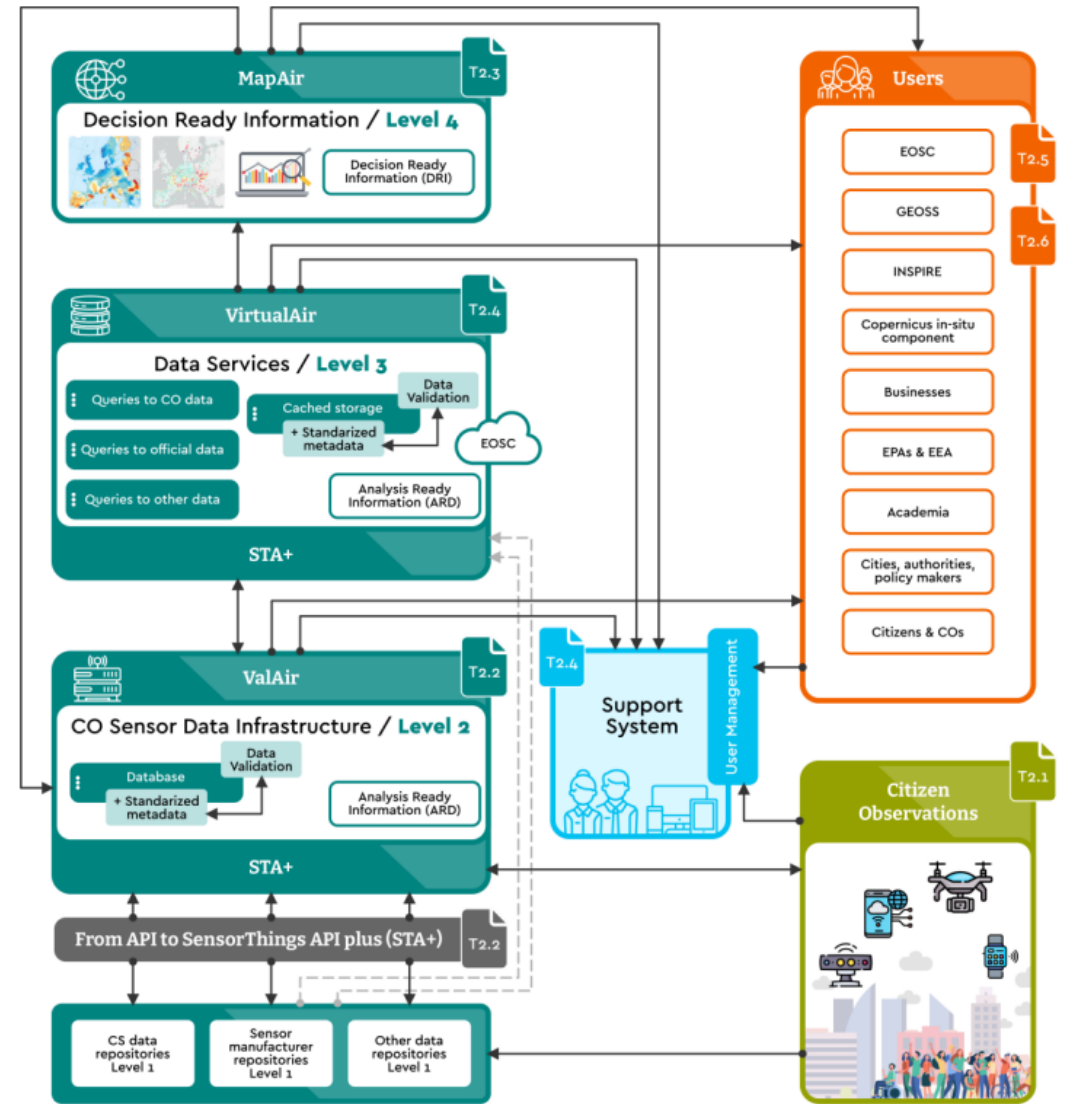 MapAir
T2.3
Decision Ready Information / Level 4
Decision Ready
Information (DRI)
VirtualAir
T2.4
Data Services / Level 3
Queries to CO data
Queries to official data
Queries to other data
Cached storage
+ Standarized
metadata
Data
Validation
EOSC
Analysis Ready
Information (ARD)
STA+
ValAir
T2.2
CO Sensor Data Infrastructure / Level 2
Database
+ Standarized
metadata
Data
Validation
Analysis Ready
Information (ARD)
STA+
From API to SensorThings API plus (STA+)
T2.2
CS data
repositories
Level 1
Sensor
manufacturer
repositories
Level 1
Other data
repositories
Level 1
T2.4
Support
System
User Management
Users
T2.5
T2.6
EOSC
GEOSS
INSPIRE
Copernicus in-situ
component
Businesses
EPAs & EEA
Academia
Cities, authorities,
policy makers
Citizens & COs
T2.1
Citizen
Observations